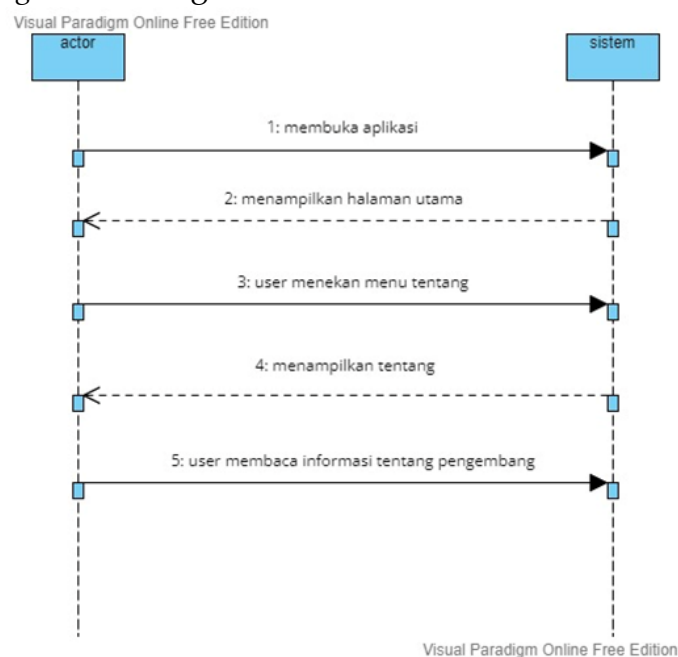 Visual Paradigm Online Free Edition
actor
sistem
1: membuka aplikasi
2: menampilkan halaman utama
3: user menekan menu tentang
4: menampilkan tentang
5: user membaca informasi tentang pengembang
Visual Paradigm Online Free Edition